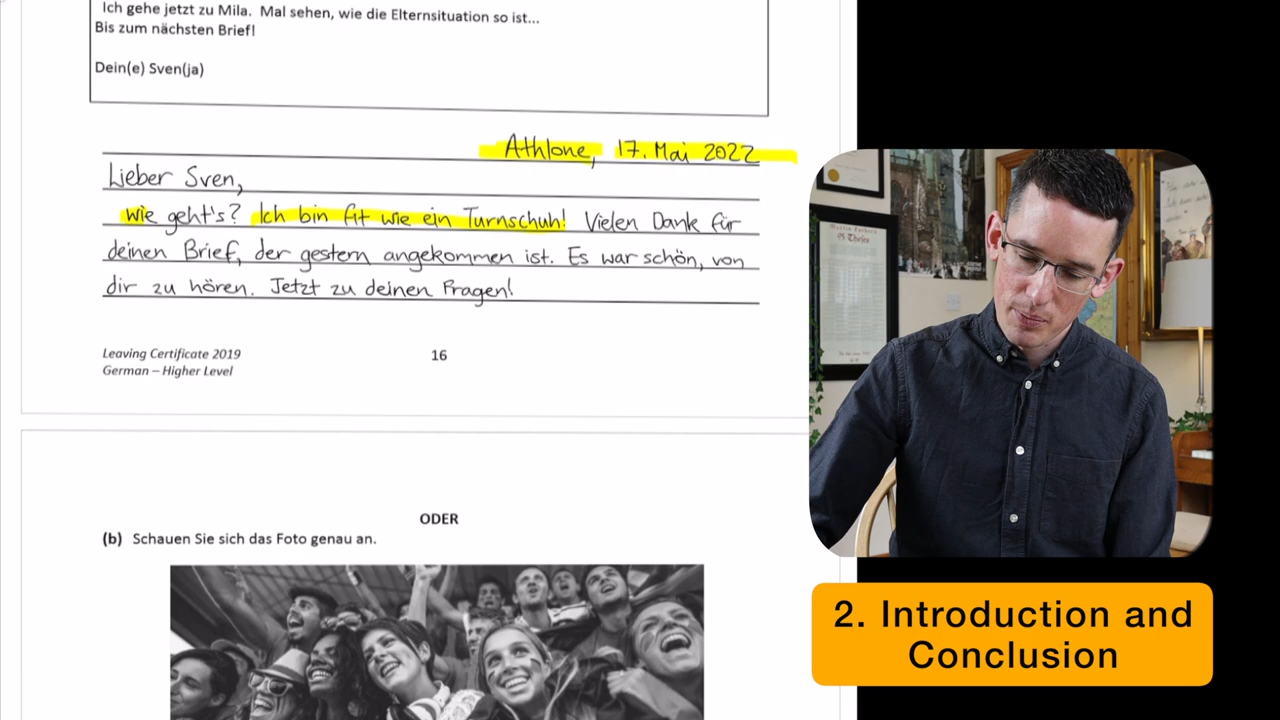 Ich gehe jetzt zu Mila. Mal sehen, wie die Elternsituation so ist...
Bis zum nächsten Brief!
Dein(e) Sven(ja)
Athlone, 17. Mai 2022
Lieber Sven,
wie geht's? Ich bin fit wie ein Turnschuh! Vielen Dank für
deinen Brief, der gestern angekommen ist. Es war schön, von
dir zu hören. Jetzt zu deinen Fragen!
Leaving Certificate 2019
16
German – Higher Level
ODER
(b) Schauen Sie sich das Foto genau an.
95 Theses
2. Introduction and
Conclusion